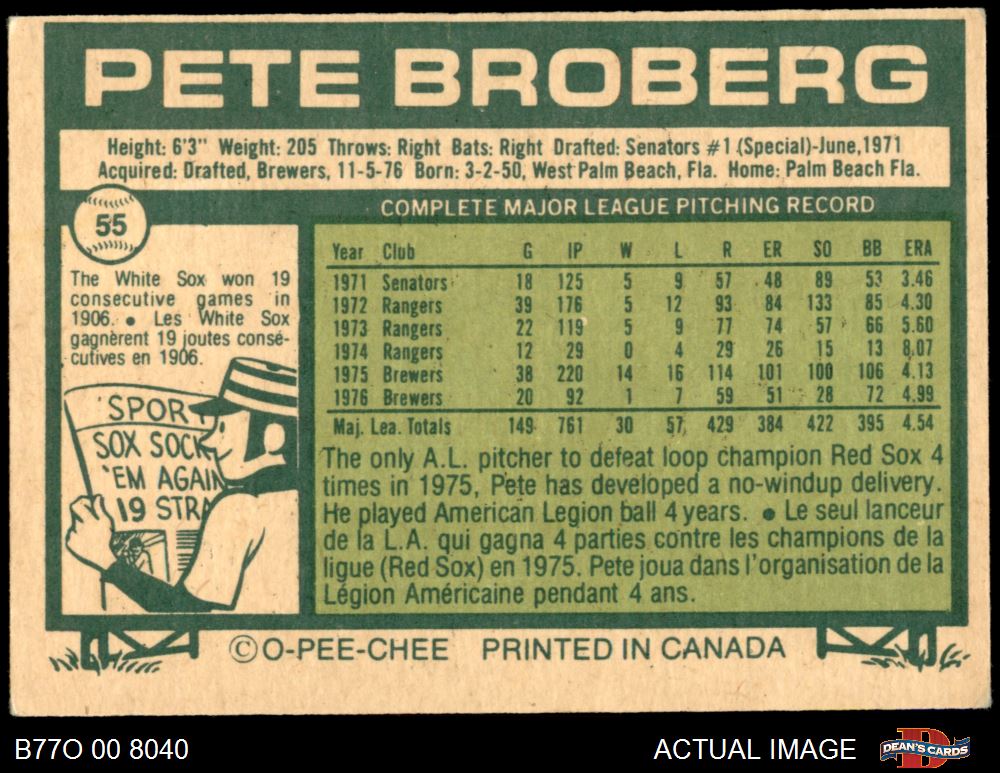 PETE BROBERG
Height: 6'3" Weight: 205 Throws: Right Bats: Right Drafted: Senators #1 (Special)-June,1971
Acquired: Drafted, Brewers, 11-5-76 Born: 3-2-50, West Palm Beach, Fla. Home: Palm Beach Fla.
55
The White Sox won 19
consecutive games in
1906. ● Les White Sox
gagnèrent 19 joutes consé-
cutives en 1906.
SPORT
SOX SOCK
'EM AGAIN
19 STRA
COMPLETE MAJOR LEAGUE PITCHING RECORD
Year Club G IP W L R ER SO BB ERA
1971 Senators 18 125 5 9 57 48 89 53 3.46
1972 Rangers 39 176 5 12 93 84 133 85 4.30
1973 Rangers 22 119 5 9 77 74 57 66 5.60
1974 Rangers 12 29 0 4 29 26 15 13 8.07
1975 Brewers 38 220 14 16 114 101 100 106 4.13
1976 Brewers 20 92 1 7 59 51 28 72 4.99
Maj. Lea. Totals 149 761 30 57 429 384 422 395 4.54
The only A.L. pitcher to defeat loop champion Red Sox 4
times in 1975, Pete has developed a no-windup delivery.
He played American Legion ball 4 years. ● Le seul lanceur
de la L.A. qui gagna 4 parties contre les champions de la
ligue (Red Sox) en 1975. Pete joua dans l'organisation de la
Légion Américaine pendant 4 ans.
©O-PEE-CHEE PRINTED IN CANADA
B77O 00 8040
ACTUAL IMAGE
DEAN'S CARDS